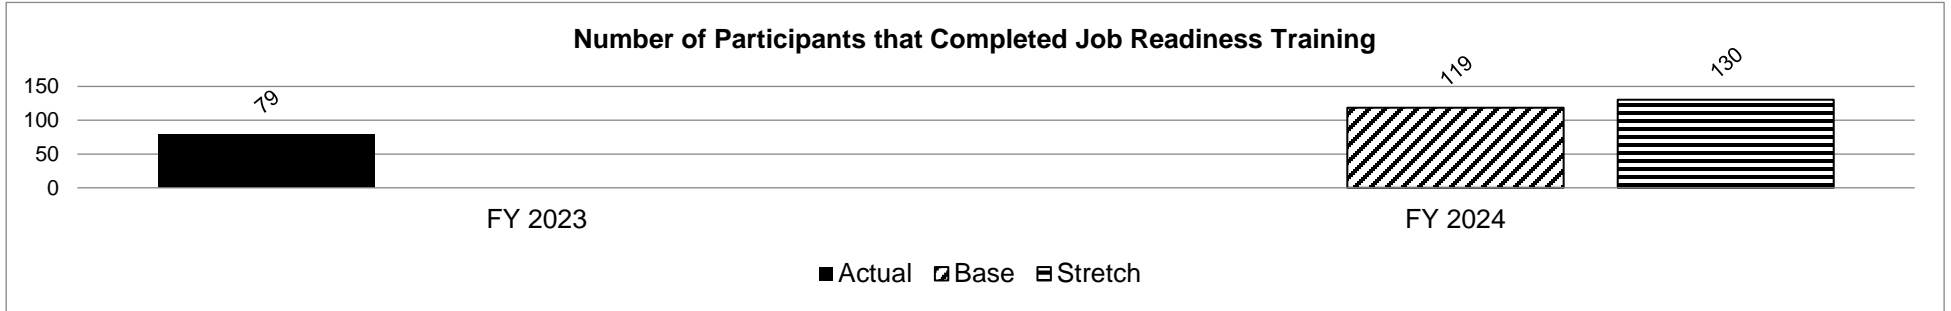 Number of Participants that Completed Job Readiness Training
150
100
50
0
79
119
130
FY 2023
FY 2024
Actual Base Stretch